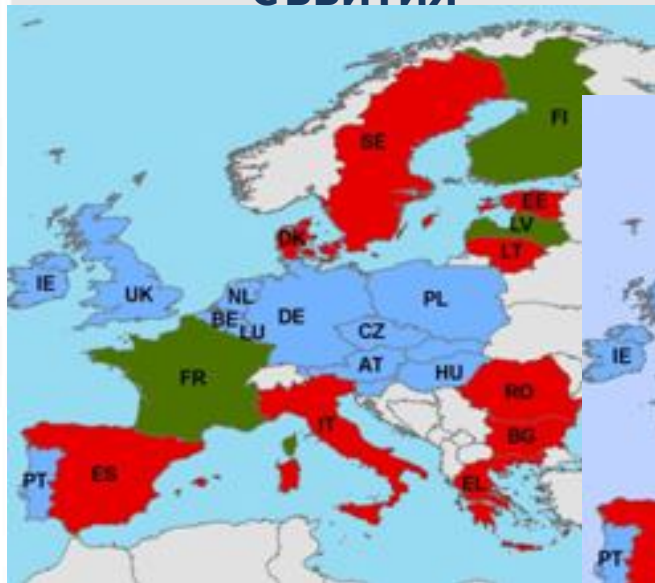 СЪБИТИЯ
FI
SE
EE
LV
DK
LT
IE
UK
NL
PL
BE
DE
LU
CZ
IE
AT
HU
FR
RO
IT
BG
PT
ES
EL
PT